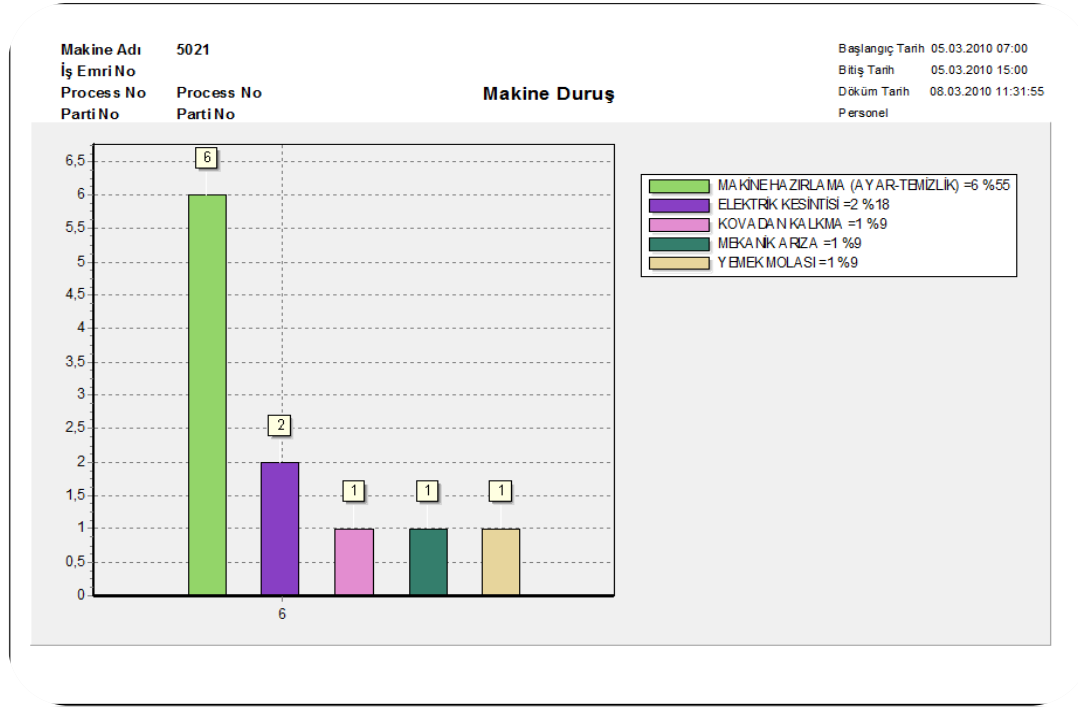 Makine Adı 5021
İş Emri No
Process No Process No
Parti No Parti No
Makine Duruş
Başlangıç Tarih 05.03.2010 07:00
Bitiş Tarih 05.03.2010 15:00
Döküm Tarih 08.03.2010 11:31:55
Personel
6,5
6
5,5
5
4,5
4
3,5
3
2,5
2
1,5
1
0,5
0
6
2
1
1
1
6
MAKİNE HAZIRLAMA (AYAR-TEMİZLİK) =6 %55
ELEKTRİK KESİNTİSİ =2 %18
KOVADAN KALKMA =1 %9
MEKANİK ARIZA =1 %9
YEMEK MOLASI =1 %9